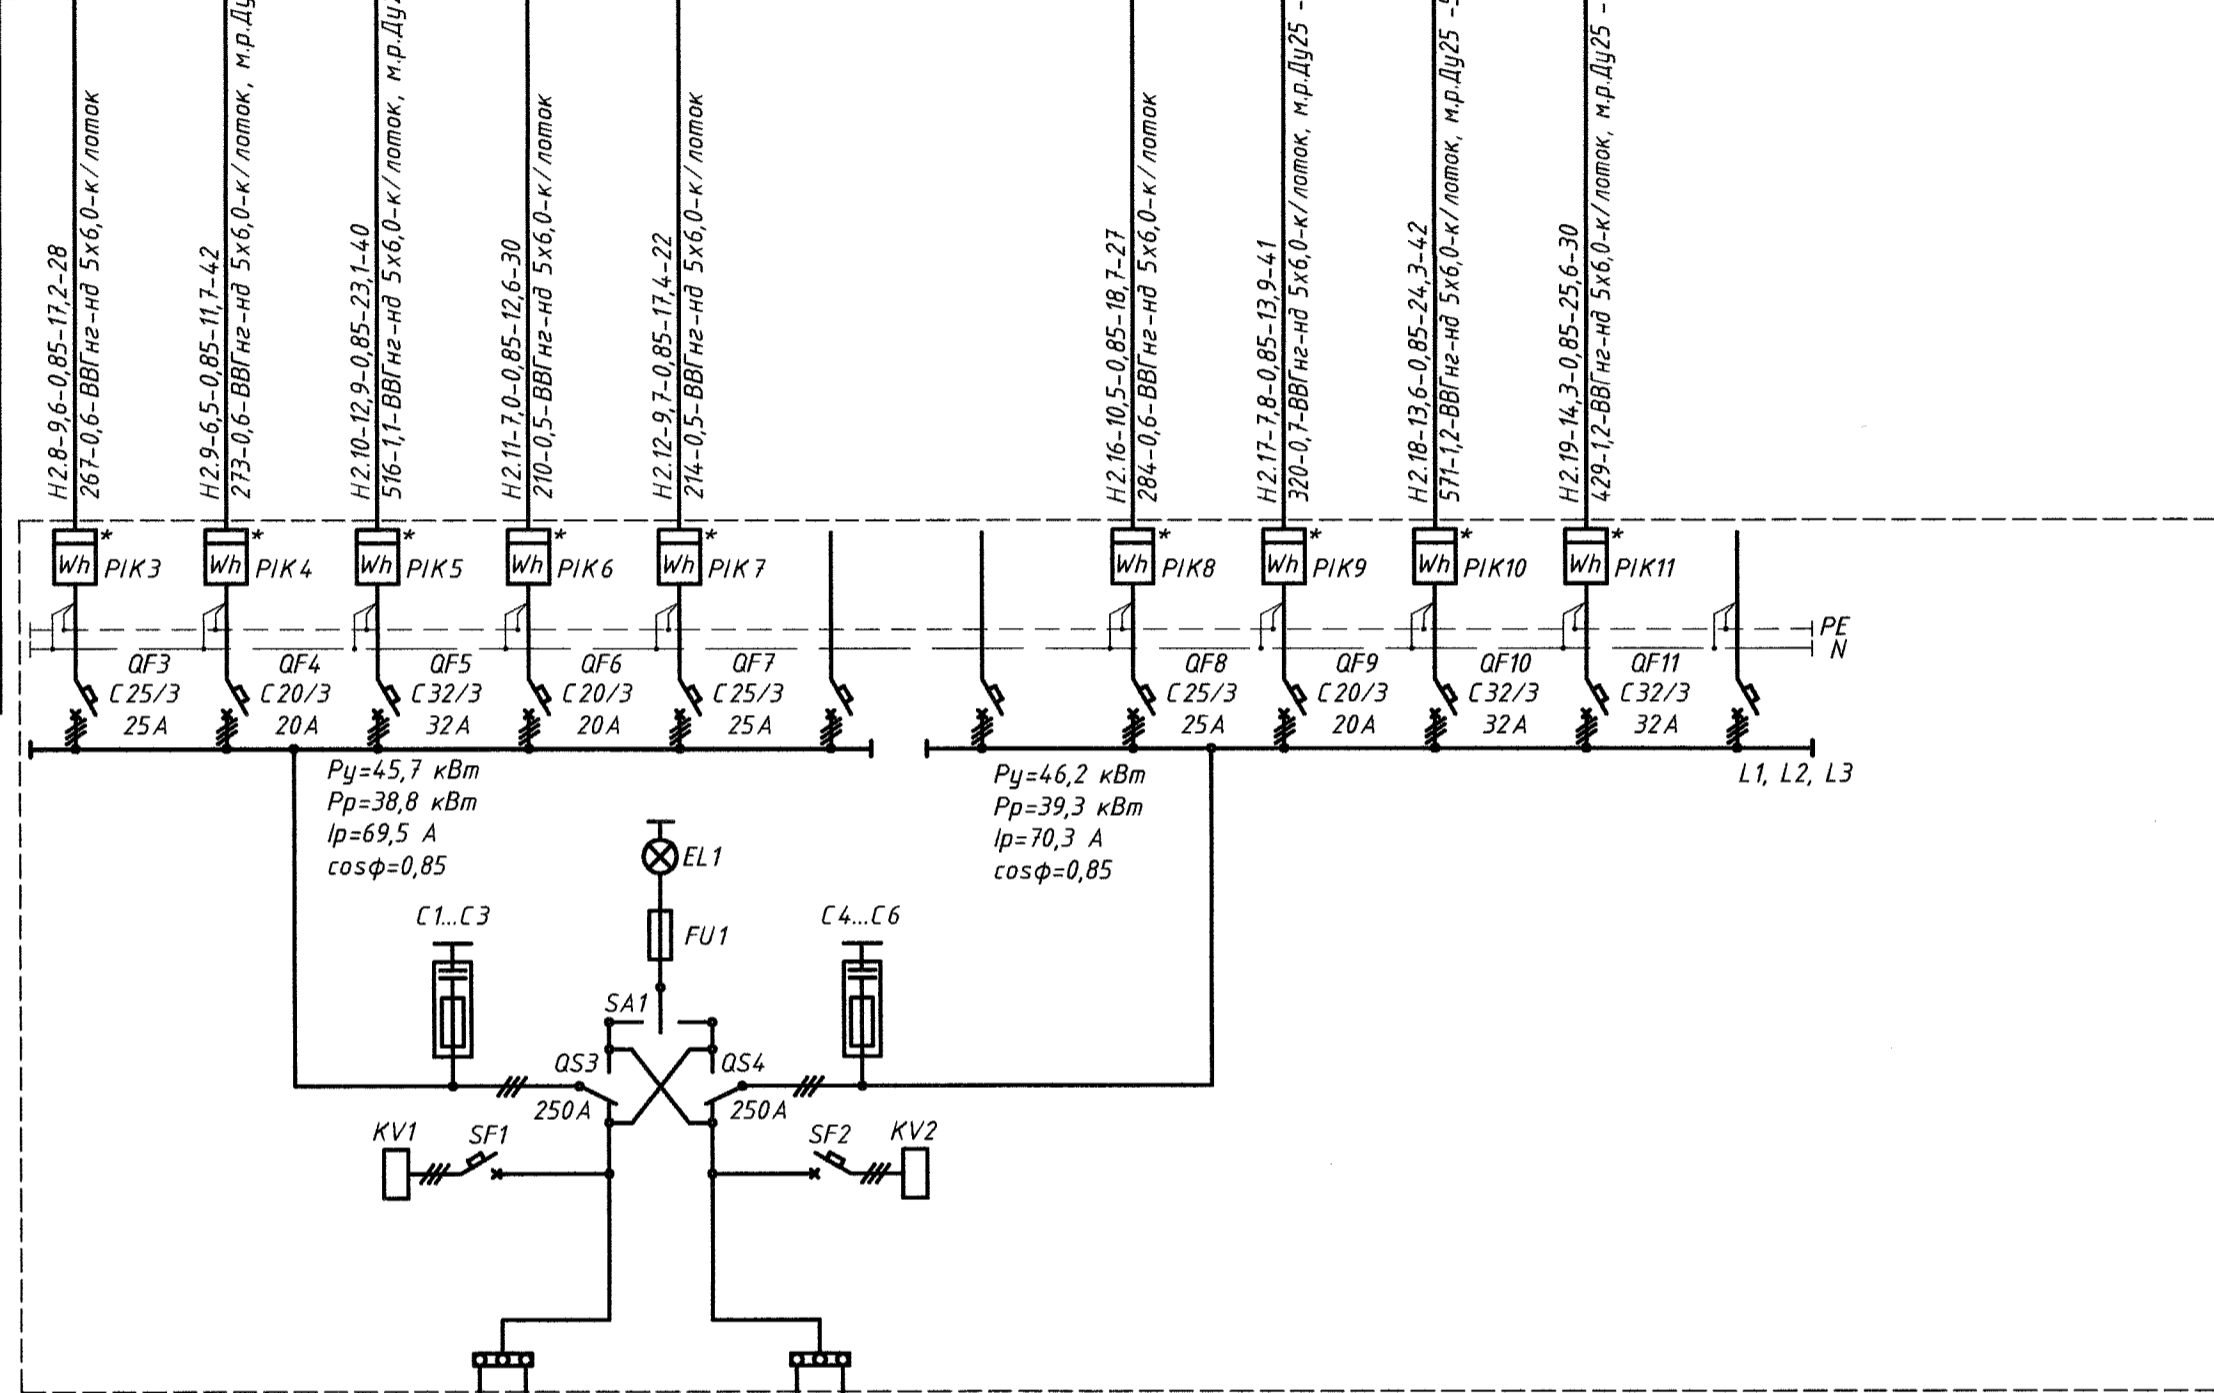 Н2.8-9,6-0,85-17,2-28
267-0,6-ВВГнг-нд 5х6,0-к/лоток
Н2.9-6,5-0,85-11,7-42
273-0,6-ВВГнг-нд 5х6,0-к/лоток, м.р.Ду
Н2.10-12,9-0,85-23,1-40
516-1,1-ВВГнг-нд 5х6,0-к/лоток, м.р.Ду
Н2.11-7,0-0,85-12,6-30
210-0,5-ВВГнг-нд 5х6,0-к/лоток
Н2.12-9,7-0,85-17,4-22
214-0,5-ВВГнг-нд 5х6,0-к/лоток
Н2.16-10,5-0,85-18,7-27
284-0,6-ВВГнг-нд 5х6,0-к/лоток
Н2.17-7,8-0,85-13,9-41
320-0,7-ВВГнг-нд 5х6,0-к/лоток, м.р.Ду25 -
Н2.18-13,6-0,85-24,3-42
571-1,2-ВВГнг-нд 5х6,0-к/лоток, м.р.Ду25 -
Н2.19-14,3-0,85-25,6-30
429-1,2-ВВГнг-нд 5х6,0-к/лоток, м.р.Ду25 -
Wh * PIK3
Wh * PIK4
Wh * PIK5
Wh * PIK6
Wh * PIK7
Wh * PIK8
Wh * PIK9
Wh * PIK10
Wh * PIK11
PE
N
QF3
C25/3
25A
QF4
C20/3
20A
QF5
C32/3
32A
QF6
C20/3
20A
QF7
C25/3
25A
QF8
C25/3
25A
QF9
C20/3
20A
QF10
C32/3
32A
QF11
C32/3
32A
L1, L2, L3
Ру=45,7 кВт
Рр=38,8 кВт
Iр=69,5 А
cosφ=0,85
Ру=46,2 кВт
Рр=39,3 кВт
Iр=70,3 А
cosφ=0,85
EL1
FU1
C1...C3
C4...C6
SA1
QS3
250A
QS4
250A
KV1
SF1
SF2
KV2